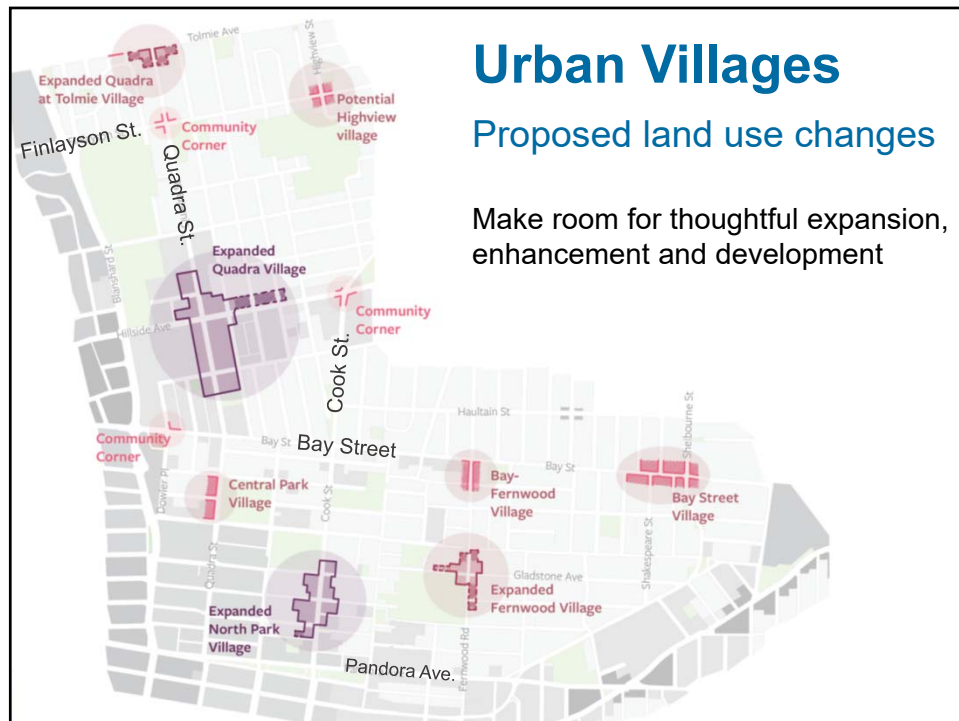 Urban Villages
Proposed land use changes
Make room for thoughtful expansion,
enhancement and development
Tolmie Ave
Highview St
Expanded Quadra
at Tolmie Village
Potential
Highview
village
Community
Corner
Finlayson St.
Quadra St.
Blanshard St
Expanded
Quadra Village
Community
Corner
Hillside Ave
Cook St.
Haultain St
Shelbourne St
Community
Corner
Bay St
Bay Street
Bay St
Dowler Pl
Central Park
Village
Cook St
Bay-
Fernwood
Village
Bay Street
Village
Quadra St
Shakespeare St
Gladstone Ave
Expanded
Fernwood Village
Expanded
North Park
Village
Fernwood Rd
Pandora Ave.